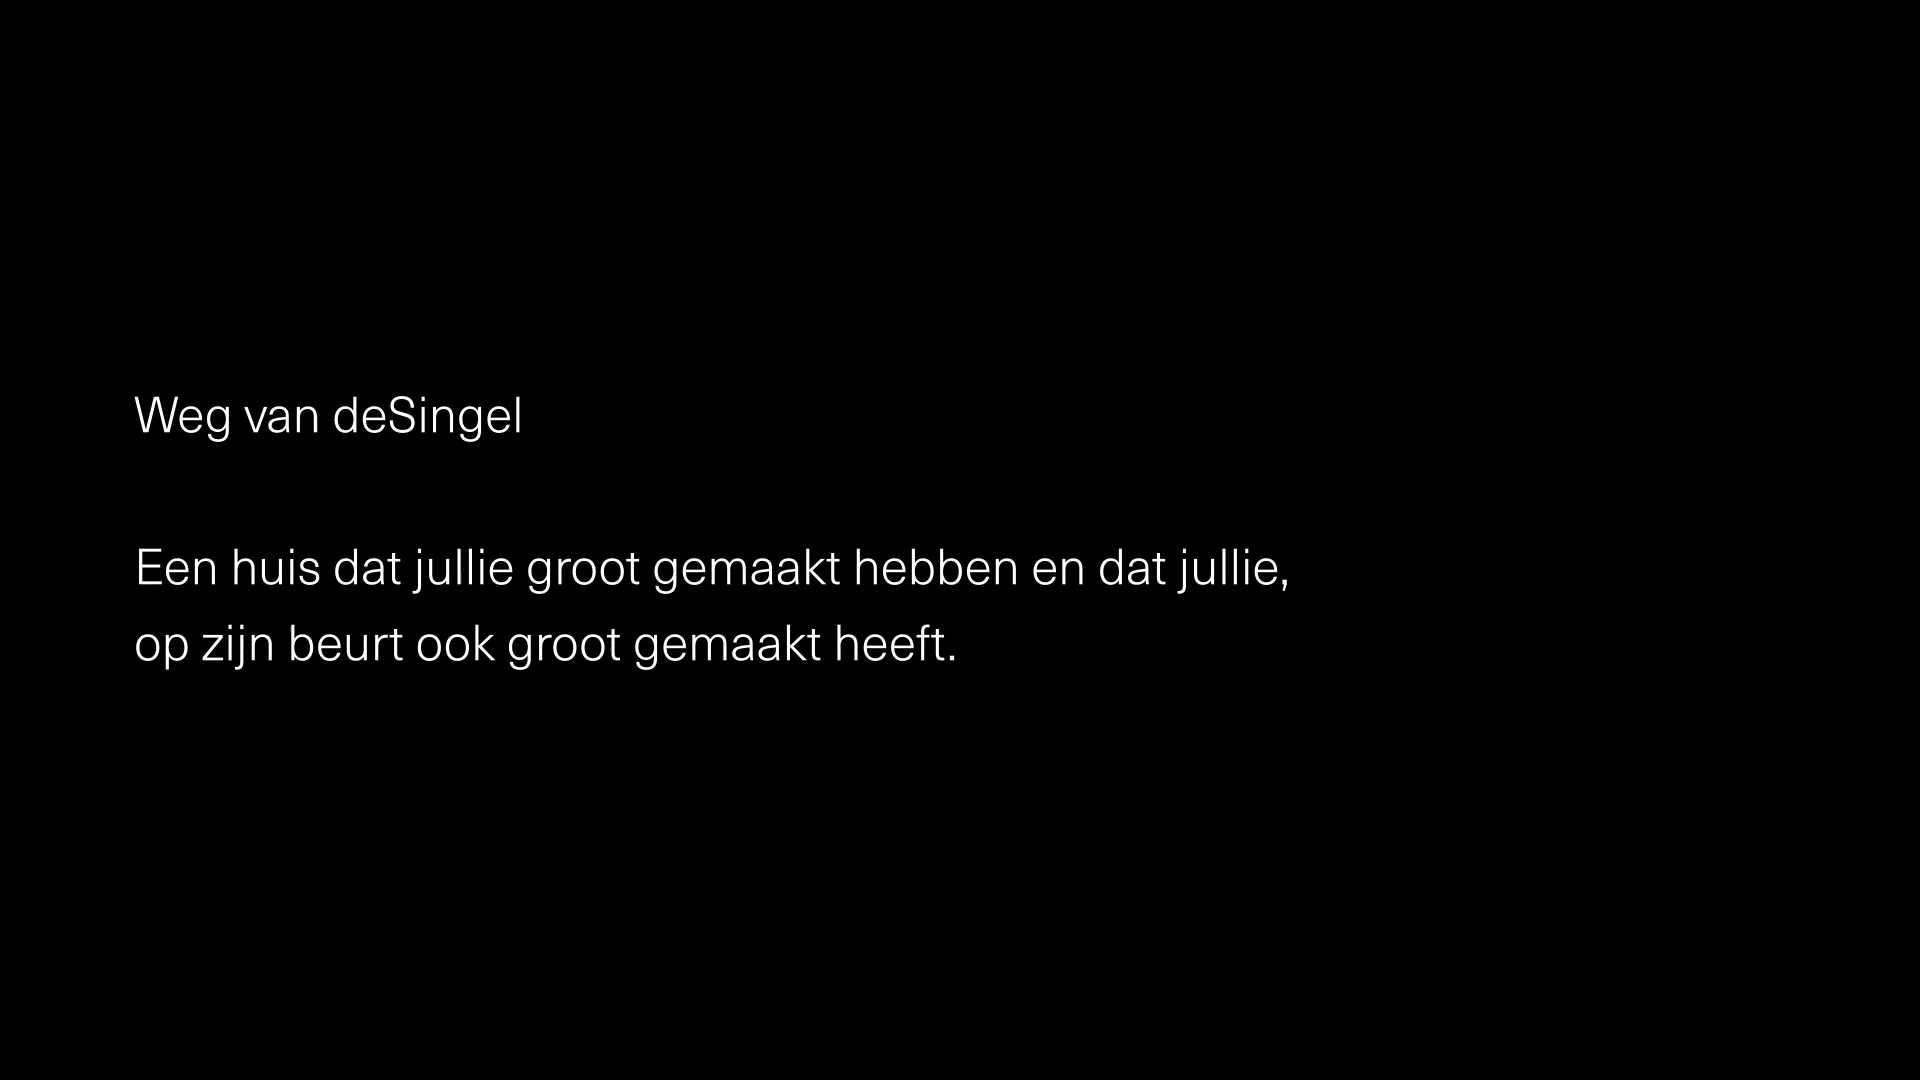 Weg van deSingel
Een huis dat jullie groot gemaakt hebben en dat jullie,
op zijn beurt ook groot gemaakt heeft.